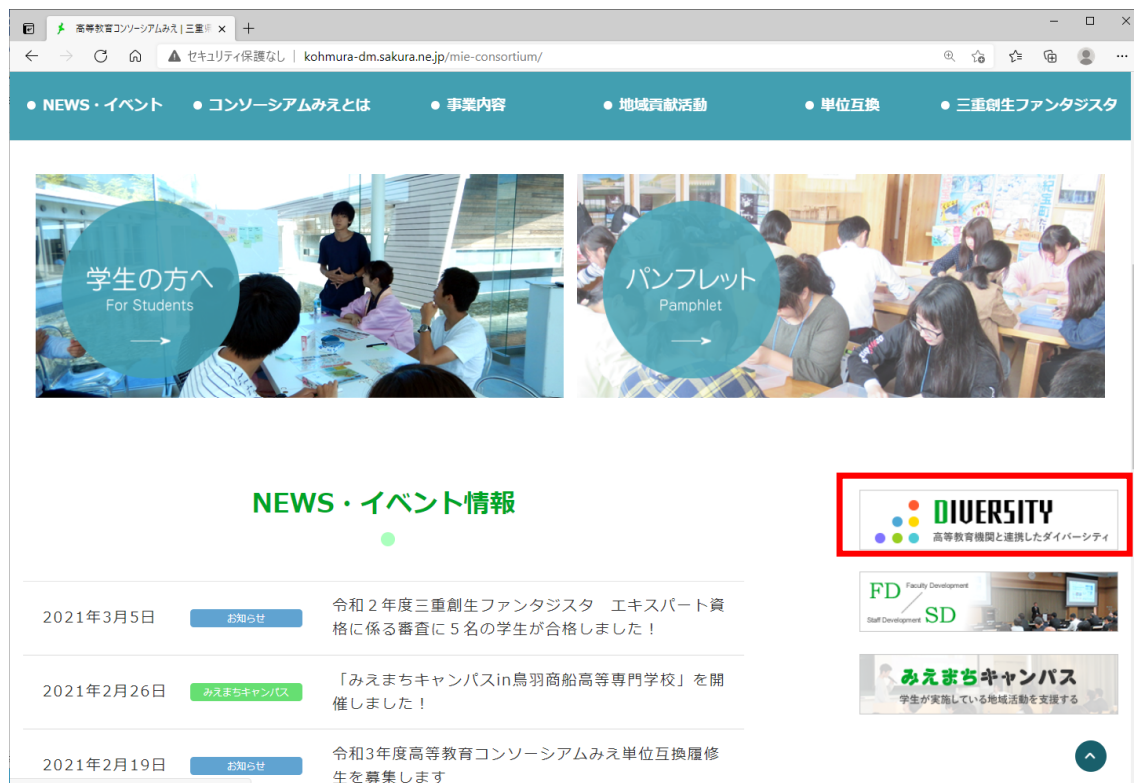 高等教育コンソーシアムみえ | 三重県
セキュリティ保護なし | kohmura-dm.sakura.ne.jp/mie-consortium/
NEWS・イベント
コンソーシアムみえとは
事業内容
地域貢献活動
単位互換
三重創生ファンタジスタ
学生の方へ
For Students
パンフレット
Pamphlet
NEWS・イベント情報
2021年3月5日
お知らせ
令和２年度三重創生ファンタジスタ　エキスパート資
格に係る審査に５名の学生が合格しました！
2021年2月26日
みえまちキャンパス
「みえまちキャンパスin鳥羽商船高等専門学校」を開
催しました！
2021年2月19日
お知らせ
令和3年度高等教育コンソーシアムみえ単位互換履修
生を募集します
DIVERSITY
高等教育機関と連携したダイバーシティ
FD Faculty Development
Staff Development SD
みえまちキャンパス
学生が実施している地域活動を支援する